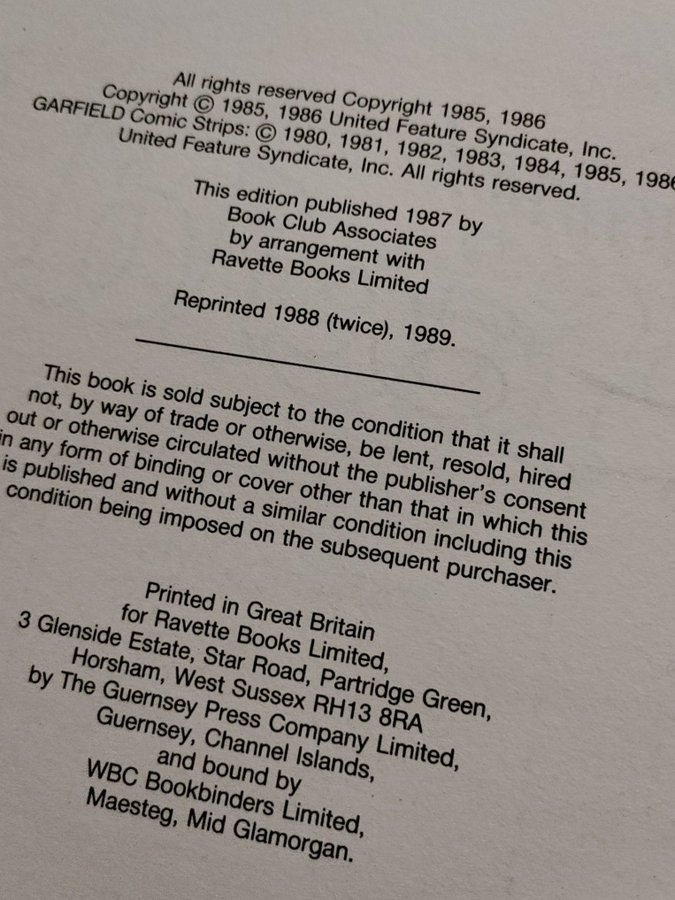 All rights reserved Copyright 1985, 1986
Copyright © 1985, 1986 United Feature Syndicate, Inc.
GARFIELD Comic Strips: © 1980, 1981, 1982, 1983, 1984, 1985, 1986
United Feature Syndicate, Inc. All rights reserved.
This edition published 1987 by
Book Club Associates
by arrangement with
Ravette Books Limited
Reprinted 1988 (twice), 1989.
This book is sold subject to the condition that it shall
not, by way of trade or otherwise, be lent, resold, hired
out or otherwise circulated without the publisher's consent
in any form of binding or cover other than that in which this
is published and without a similar condition including this
condition being imposed on the subsequent purchaser.
Printed in Great Britain
for Ravette Books Limited,
3 Glenside Estate, Star Road, Partridge Green,
Horsham, West Sussex RH13 8RA
by The Guernsey Press Company Limited,
Guernsey, Channel Islands,
and bound by
WBC Bookbinders Limited,
Maesteg, Mid Glamorgan.